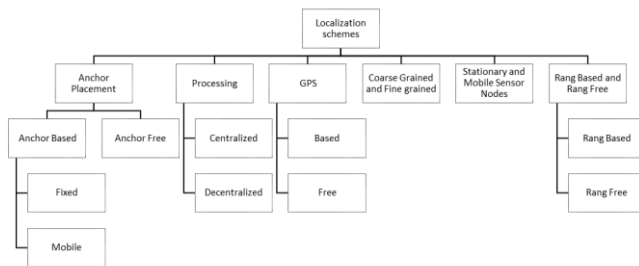 Localization
schemes
Anchor
Placement
Processing
GPS
Coarse Grained
and Fine grained
Stationary and
Mobile Sensor
Nodes
Rang Based and
Rang Free
Anchor Based
Anchor Free
Centralized
Based
Rang Based
Fixed
Decentralized
Free
Rang Free
Mobile